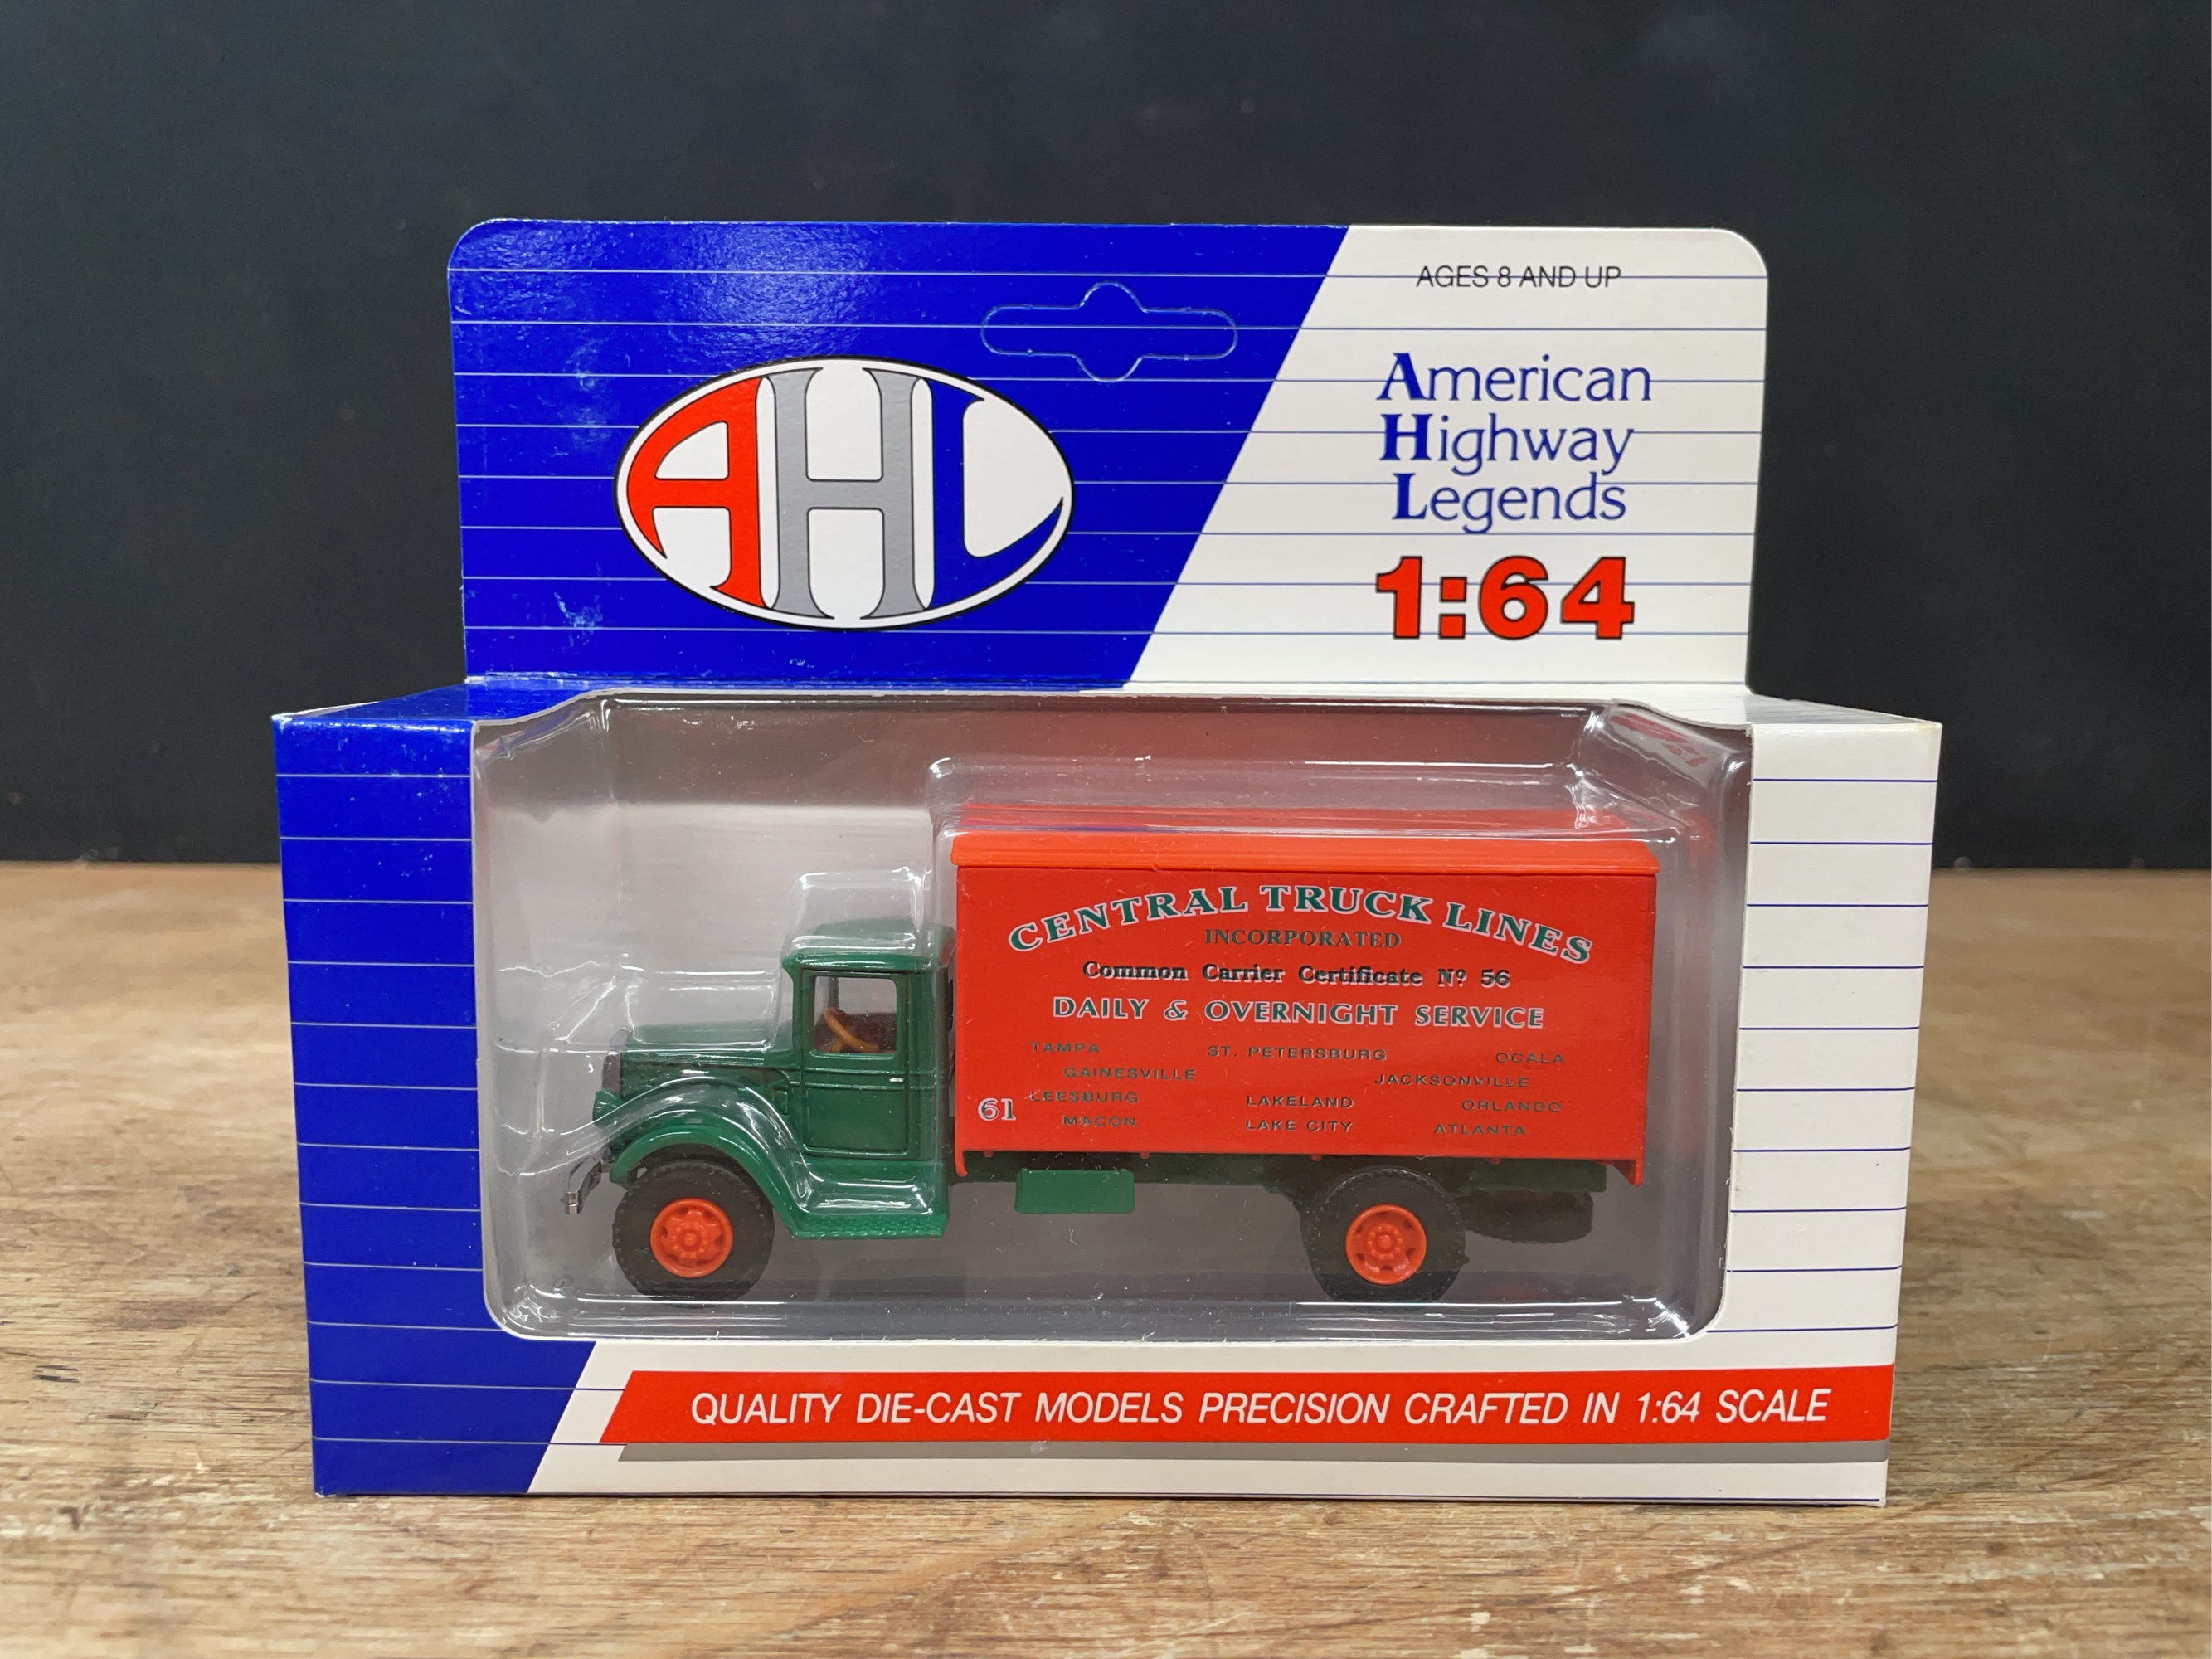 AGES 8 AND UP
AHL
American
Highway
Legends
1:64
CENTRAL TRUCK LINES
INCORPORATED
Common Carrier Certificate Nº 56
DAILY & OVERNIGHT SERVICE
TAMPA ST. PETERSBURG OCALA
GAINESVILLE JACKSONVILLE
61 LEESBURG LAKELAND ORLANDO
MACON LAKE CITY ATLANTA
QUALITY DIE-CAST MODELS PRECISION CRAFTED IN 1:64 SCALE